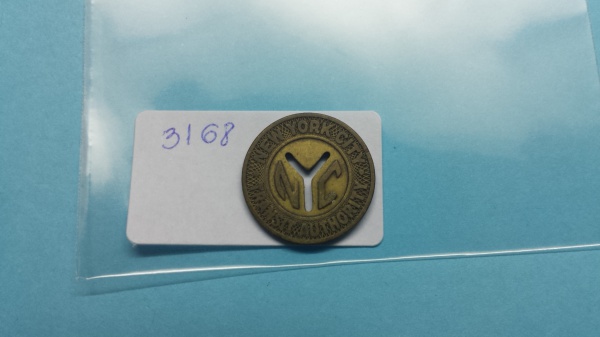 3168
NEW YORK CITY
NYC
TRANSIT AUTHORITY